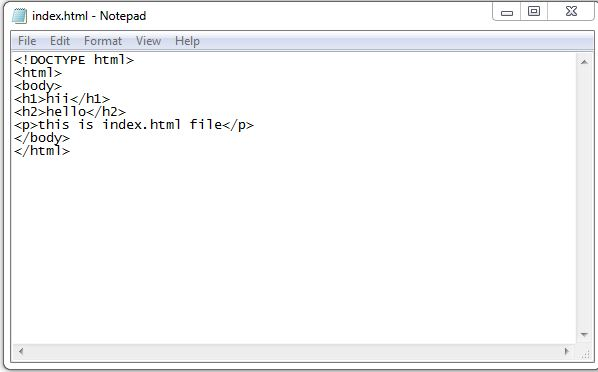 index.html - Notepad
File Edit Format View Help
<!DOCTYPE html>
<html>
<body>
<h1>hii</h1>
<h2>hello</h2>
<p>this is index.html file</p>
</body>
</html>